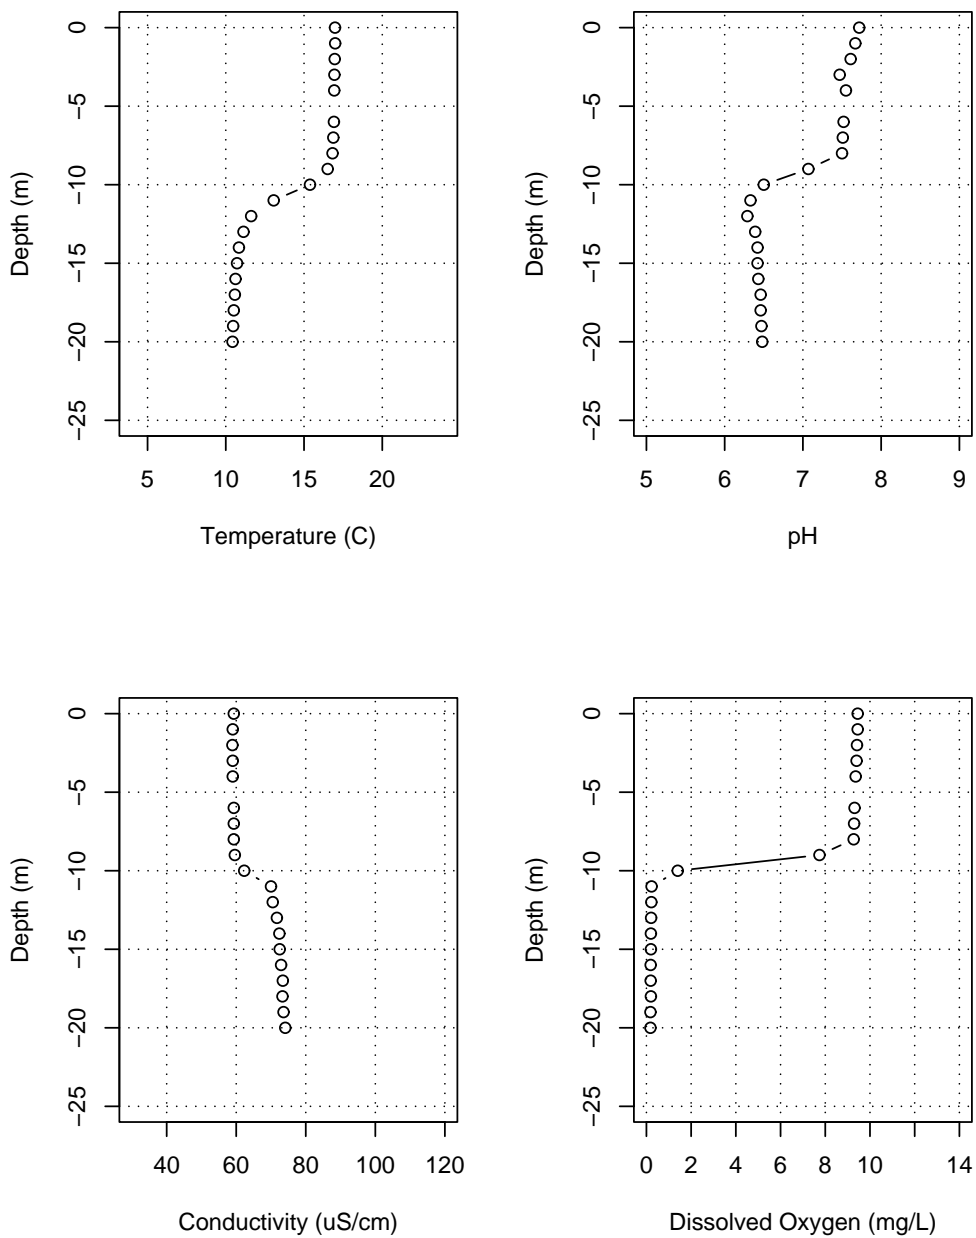 0
−5
−10
−15
−20
−25
Depth (m)
5 10 15 20
Temperature (C)
0
−5
−10
−15
−20
−25
Depth (m)
5 6 7 8 9
pH
0
−5
−10
−15
−20
−25
Depth (m)
40 60 80 100 120
Conductivity (uS/cm)
0
−5
−10
−15
−20
−25
Depth (m)
0 2 4 6 8 10 14
Dissolved Oxygen (mg/L)